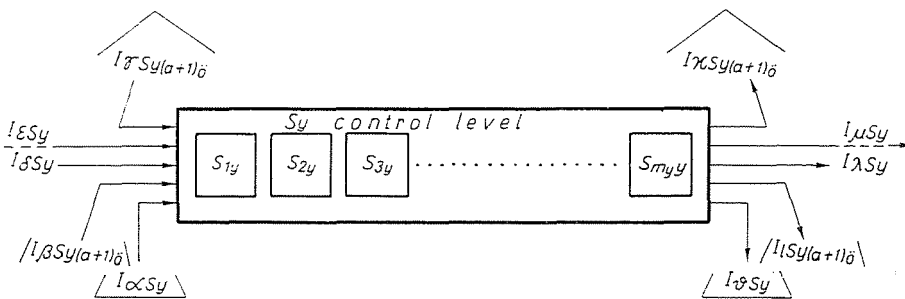 IγSy(a+1)ö
IϰSy(a+1)ö
Sy control level
IεSy
IδSy
S1y
S2y
S3y
Smyy
IμSy
IλSy
IβSy(a+1)ö
IιSy(a+1)ö
IαSy
IϑSy